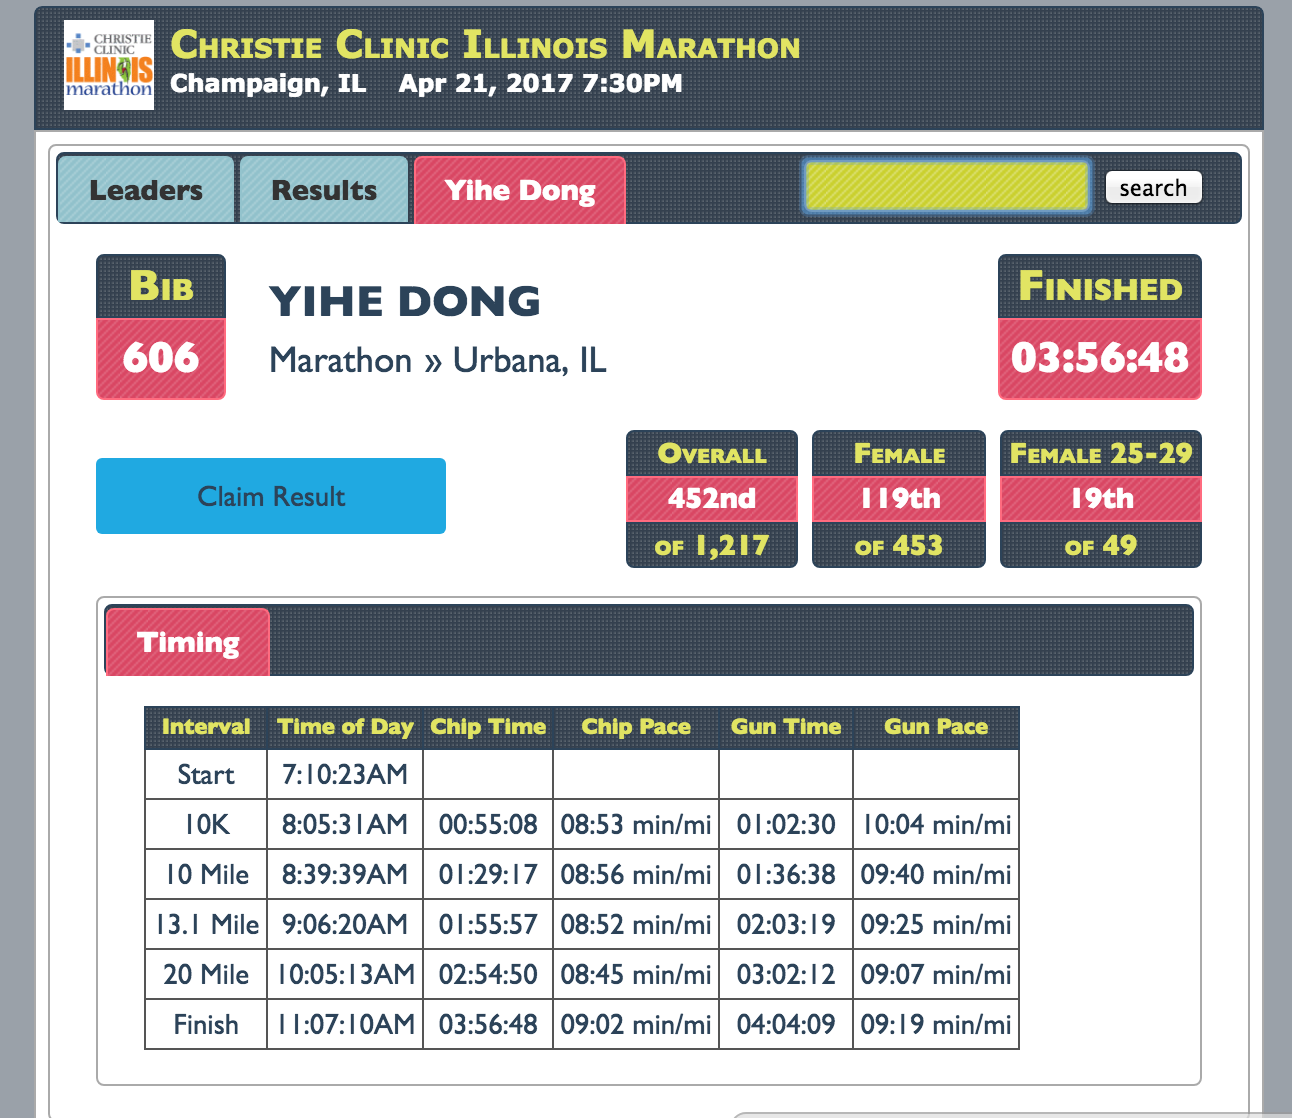 CHRISTIE
CLINIC
ILLINOIS
marathon
Christie Clinic Illinois Marathon
Champaign, IL Apr 21, 2017 7:30PM
Leaders Results Yihe Dong search
Bib
606
YIHE DONG
Marathon » Urbana, IL
Finished
03:56:48
Claim Result
Overall
452nd
of 1,217
Female
119th
of 453
Female 25-29
19th
of 49
Timing
Interval Time of Day Chip Time Chip Pace Gun Time Gun Pace
Start 7:10:23AM
10K 8:05:31AM 00:55:08 08:53 min/mi 01:02:30 10:04 min/mi
10 Mile 8:39:39AM 01:29:17 08:56 min/mi 01:36:38 09:40 min/mi
13.1 Mile 9:06:20AM 01:55:57 08:52 min/mi 02:03:19 09:25 min/mi
20 Mile 10:05:13AM 02:54:50 08:45 min/mi 03:02:12 09:07 min/mi
Finish 11:07:10AM 03:56:48 09:02 min/mi 04:04:09 09:19 min/mi